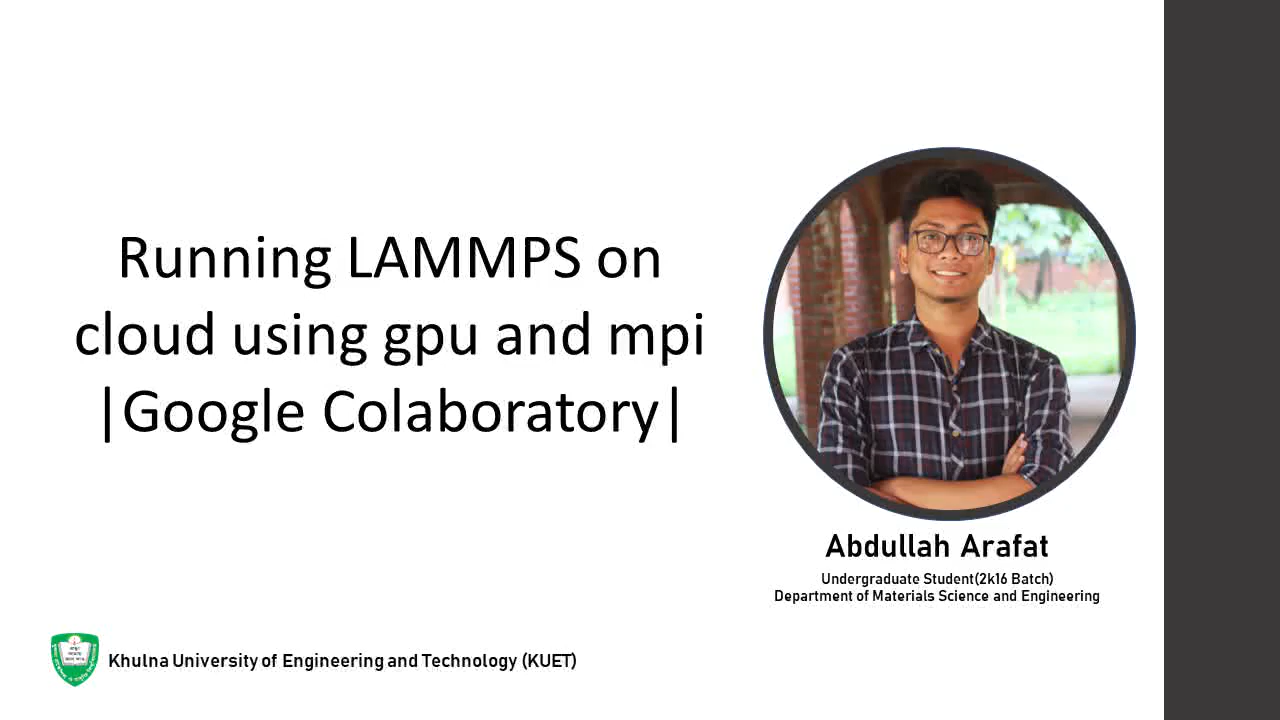 Running LAMMPS on
cloud using gpu and mpi
|Google Colaboratory|
Abdullah Arafat
Undergraduate Student(2k16 Batch)
Department of Materials Science and Engineering
Khulna University of Engineering and Technology (KUET)